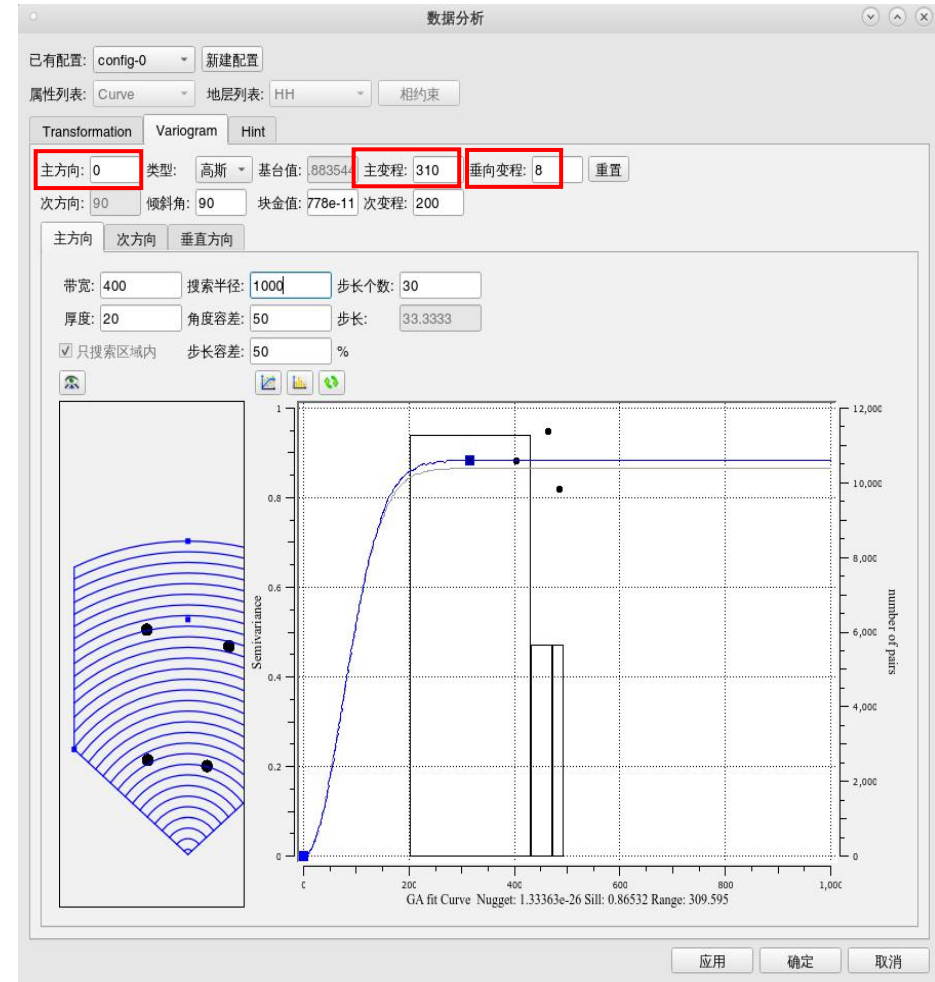 数据分析
已有配置: config-0 新建配置
属性列表: Curve 地层列表: HH 相约束
Transformation Variogram Hint
主方向: 0 类型: 高斯 基台值: .883544 主变程: 310 垂向变程: 8 重置
次方向: 90 倾斜角: 90 块金值: 778e-11 次变程: 200
主方向 次方向 垂直方向
带宽: 400 搜索半径: 1000 步长个数: 30
厚度: 20 角度容差: 50 步长: 33.3333
只搜索区域内 步长容差: 50 %
1 12,000
10,000
0.8
8,000
0.6
Semivariance
number of pairs
6,000
0.4
4,000
0.2
2,000
0 0
0 200 400 600 800 1,000
GA fit Curve Nugget: 1.33363e-26 Sill: 0.86532 Range: 309.595
应用 确定 取消